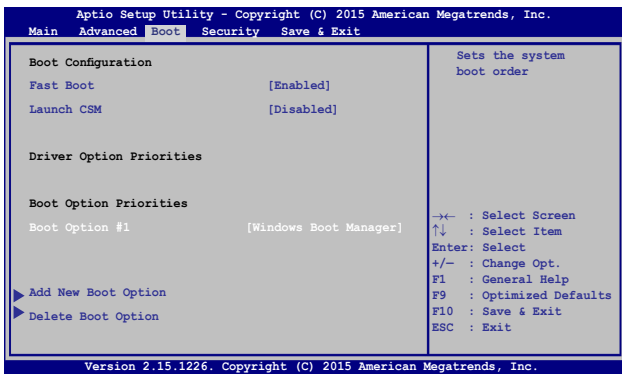 Aptio Setup Utility - Copyright (C) 2015 American Megatrends, Inc.
Main Advanced Boot Security Save & Exit
Boot Configuration
Fast Boot [Enabled]
Launch CSM [Disabled]
Driver Option Priorities
Boot Option Priorities
Boot Option #1 [Windows Boot Manager]
Add New Boot Option
Delete Boot Option
Sets the system
boot order
→← : Select Screen
↑↓ : Select Item
Enter: Select
+/— : Change Opt.
F1 : General Help
F9 : Optimized Defaults
F10 : Save & Exit
ESC : Exit
Version 2.15.1226. Copyright (C) 2015 American Megatrends, Inc.